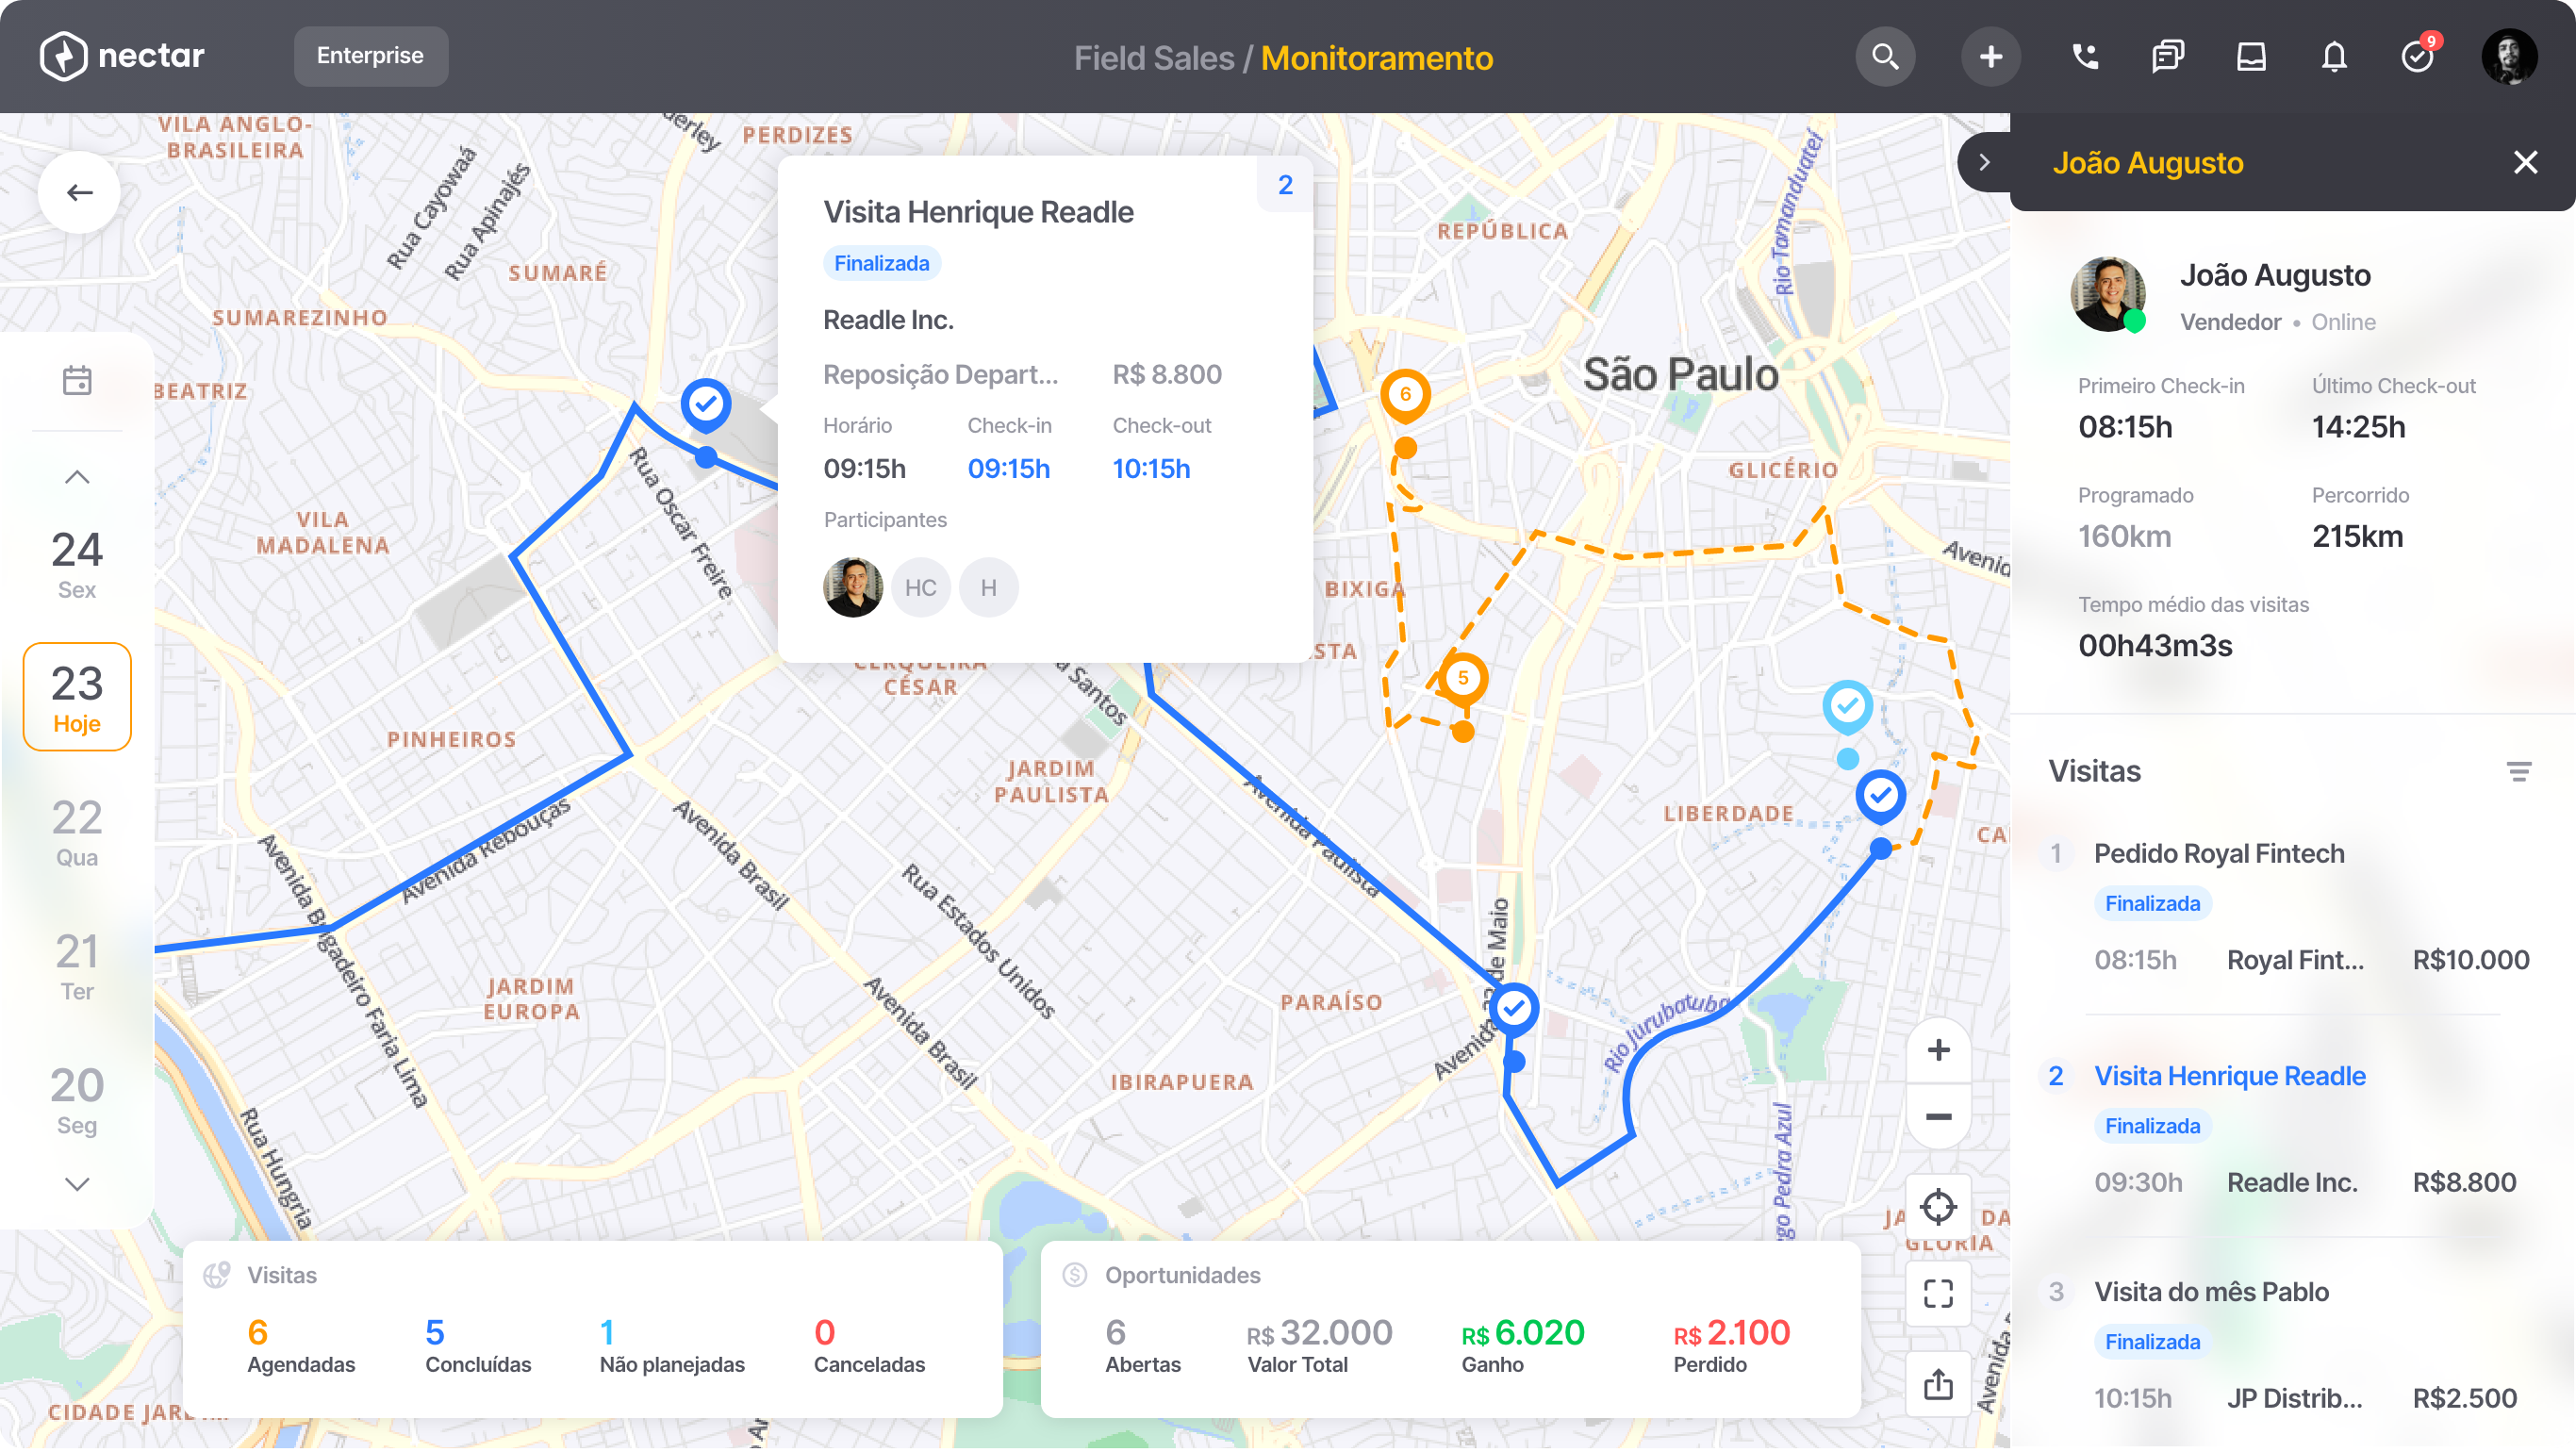 nectar
Enterprise
Field Sales / Monitoramento
9
VILA ANGLO-
BRASILEIRA
PERDIZES
Rua Cayowaá
Rua Apinajés
SUMARÉ
SUMAREZINHO
BEATRIZ
VILA
MADALENA
Rua Oscar Freire
REPÚBLICA
Rio Tamanduateí
São Paulo
GLICÉRIO
BIXIGA
CERQUEIRA
CÉSAR
PINHEIROS
JARDIM
PAULISTA
LIBERDADE
Avenida Rebouças
Avenida Brasil
Avenida Paulista
Rua Estados Unidos
Avenida Brigadeiro Faria Lima
JARDIM
EUROPA
Avenida Brasil
PARAÍSO
IBIRAPUERA
Rio Jurubatuba
Rua Hungria
GLÓRIA
6
5
24
Sex
23
Hoje
22
Qua
21
Ter
20
Seg
2
Visita Henrique Readle
Finalizada
Readle Inc.
Reposição Depart... R$ 8.800
Horário Check-in Check-out
09:15h 09:15h 10:15h
Participantes
HC H
Visitas
6 5 1 0
Agendadas Concluídas Não planejadas Canceladas
Oportunidades
6 R$ 32.000 R$ 6.020 R$ 2.100
Abertas Valor Total Ganho Perdido
João Augusto
João Augusto
Vendedor • Online
Primeiro Check-in Último Check-out
08:15h 14:25h
Programado Percorrido
160km 215km
Tempo médio das visitas
00h43m3s
Visitas
1 Pedido Royal Fintech
Finalizada
08:15h Royal Fint... R$10.000
2 Visita Henrique Readle
Finalizada
09:30h Readle Inc. R$8.800
3 Visita do mês Pablo
Finalizada
10:15h JP Distrib... R$2.500